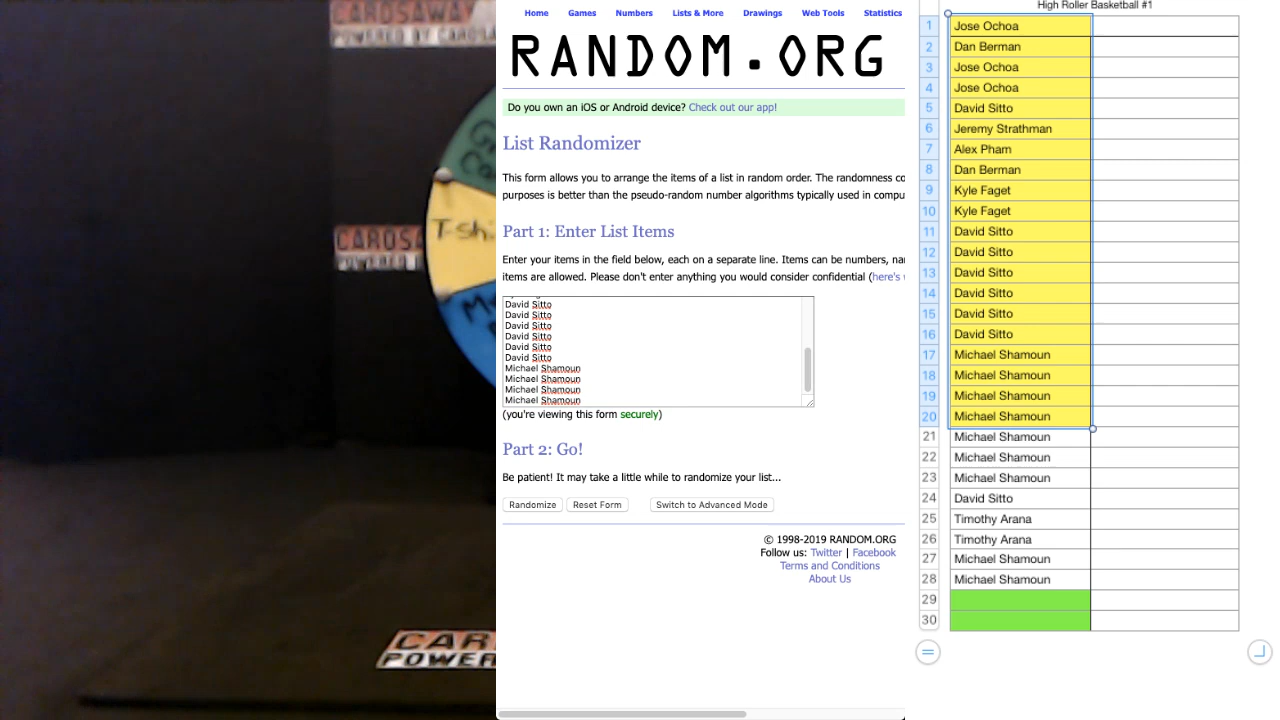 CAROSAWAY
POWERED BY CAROSA
CAROSA
POWERED BY
T-shi
CAR
POWERE
Home Games Numbers Lists & More Drawings Web Tools Statistics
RANDOM.ORG
Do you own an iOS or Android device? Check out our app!
List Randomizer
This form allows you to arrange the items of a list in random order. The randomness co
purposes is better than the pseudo-random number algorithms typically used in compu
Part 1: Enter List Items
Enter your items in the field below, each on a separate line. Items can be numbers, nar
items are allowed. Please don't enter anything you would consider confidential (here's
David Sitto
David Sitto
David Sitto
David Sitto
David Sitto
David Sitto
Michael Shamoun
Michael Shamoun
Michael Shamoun
Michael Shamoun
(you're viewing this form securely)
Part 2: Go!
Be patient! It may take a little while to randomize your list...
Randomize Reset Form Switch to Advanced Mode
© 1998-2019 RANDOM.ORG
Follow us: Twitter | Facebook
Terms and Conditions
About Us
High Roller Basketball #1
1 Jose Ochoa
2 Dan Berman
3 Jose Ochoa
4 Jose Ochoa
5 David Sitto
6 Jeremy Strathman
7 Alex Pham
8 Dan Berman
9 Kyle Faget
10 Kyle Faget
11 David Sitto
12 David Sitto
13 David Sitto
14 David Sitto
15 David Sitto
16 David Sitto
17 Michael Shamoun
18 Michael Shamoun
19 Michael Shamoun
20 Michael Shamoun
21 Michael Shamoun
22 Michael Shamoun
23 Michael Shamoun
24 David Sitto
25 Timothy Arana
26 Timothy Arana
27 Michael Shamoun
28 Michael Shamoun
29
30